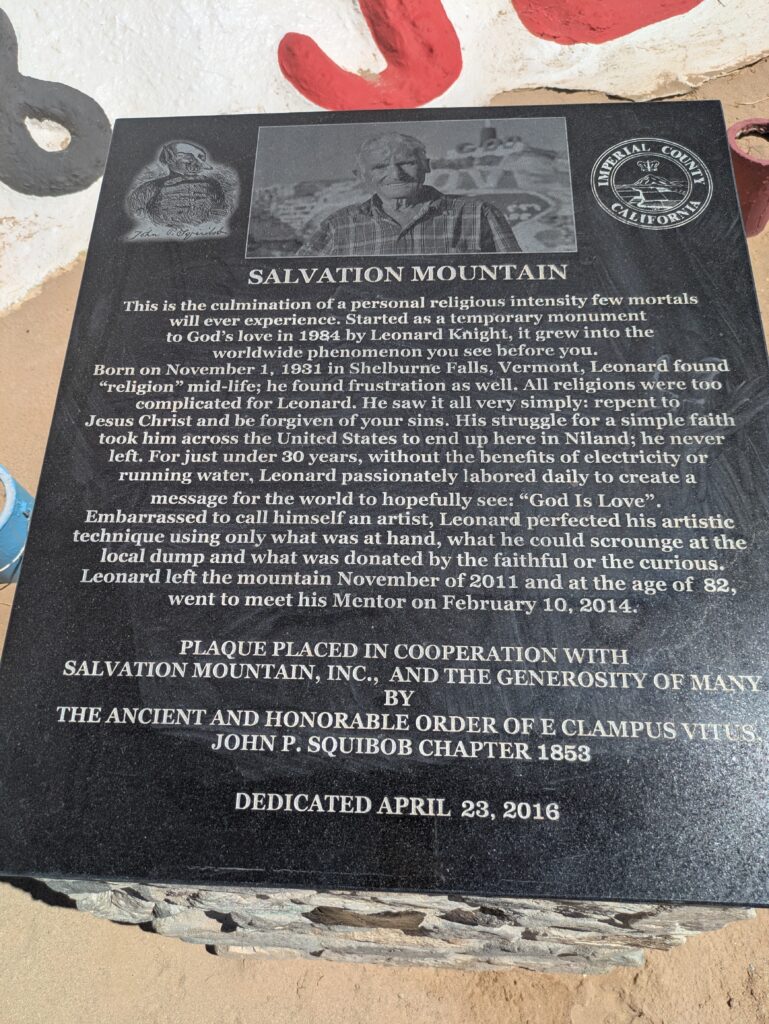 John P. Squibob
IMPERIAL COUNTY
CALIFORNIA
SALVATION MOUNTAIN
This is the culmination of a personal religious intensity few mortals
will ever experience. Started as a temporary monument
to God's love in 1984 by Leonard Knight, it grew into the
worldwide phenomenon you see before you.
Born on November 1, 1931 in Shelburne Falls, Vermont, Leonard found
"religion" mid-life; he found frustration as well. All religions were too
complicated for Leonard. He saw it all very simply: repent to
Jesus Christ and be forgiven of your sins. His struggle for a simple faith
took him across the United States to end up here in Niland; he never
left. For just under 30 years, without the benefits of electricity or
running water, Leonard passionately labored daily to create a
message for the world to hopefully see: "God Is Love".
Embarrassed to call himself an artist, Leonard perfected his artistic
technique using only what was at hand, what he could scrounge at the
local dump and what was donated by the faithful or the curious.
Leonard left the mountain November of 2011 and at the age of 82,
went to meet his Mentor on February 10, 2014.
PLAQUE PLACED IN COOPERATION WITH
SALVATION MOUNTAIN, INC., AND THE GENEROSITY OF MANY
BY
THE ANCIENT AND HONORABLE ORDER OF E CLAMPUS VITUS.
JOHN P. SQUIBOB CHAPTER 1853
DEDICATED APRIL 23, 2016